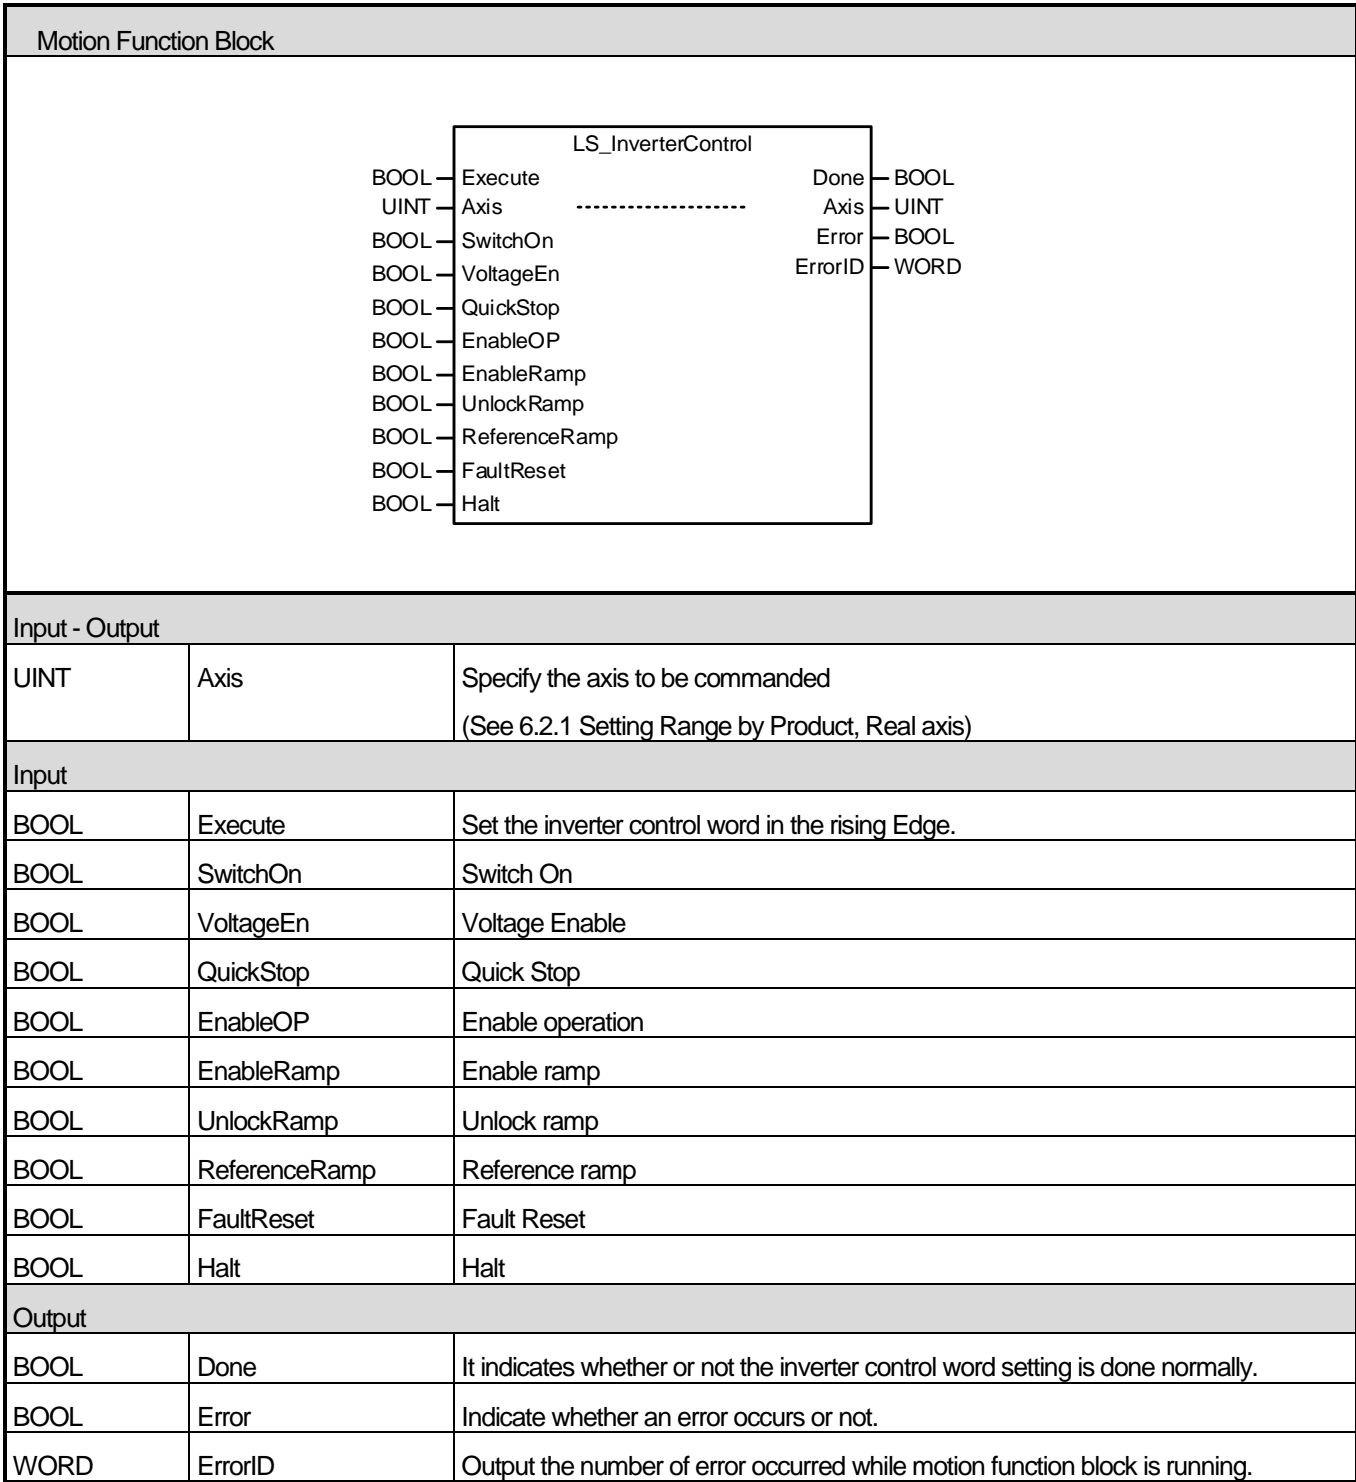 Motion Function Block
LS_InverterControl
BOOL Execute Done BOOL
UINT Axis Axis UINT
BOOL SwitchOn Error BOOL
BOOL VoltageEn ErrorID WORD
BOOL QuickStop
BOOL EnableOP
BOOL EnableRamp
BOOL UnlockRamp
BOOL ReferenceRamp
BOOL FaultReset
BOOL Halt
Input - Output
UINT Axis Specify the axis to be commanded
(See 6.2.1 Setting Range by Product, Real axis)
Input
BOOL Execute Set the inverter control word in the rising Edge.
BOOL SwitchOn Switch On
BOOL VoltageEn Voltage Enable
BOOL QuickStop Quick Stop
BOOL EnableOP Enable operation
BOOL EnableRamp Enable ramp
BOOL UnlockRamp Unlock ramp
BOOL ReferenceRamp Reference ramp
BOOL FaultReset Fault Reset
BOOL Halt Halt
Output
BOOL Done It indicates whether or not the inverter control word setting is done normally.
BOOL Error Indicate whether an error occurs or not.
WORD ErrorID Output the number of error occurred while motion function block is running.